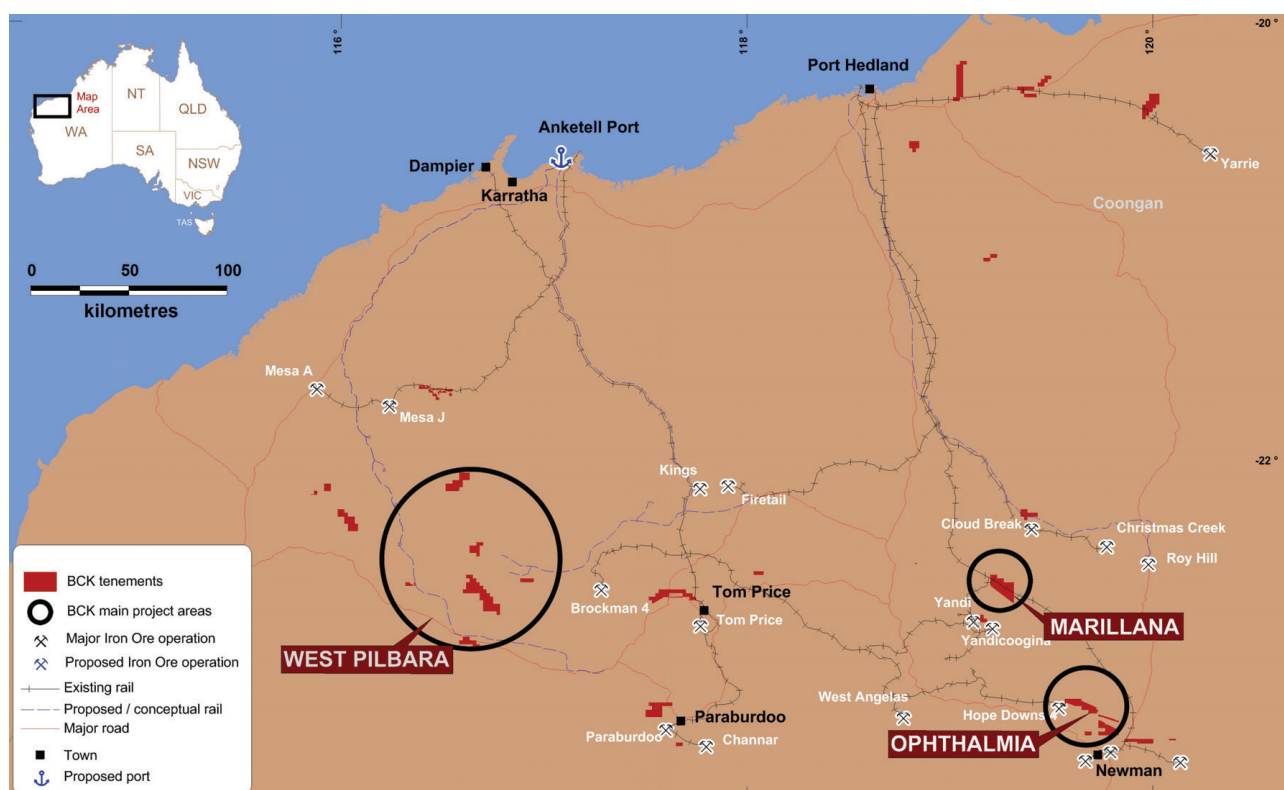 116 °
118 °
120 °
-20 °
NT
QLD
WA
SA
NSW
VIC
TAS
Map
Area
0 50 100
kilometres
Port Hedland
Anketell Port
Dampier
Karratha
Yarrie
Coongan
Mesa A
Mesa J
-22 °
Kings
Firetail
Cloud Break
Christmas Creek
Roy Hill
Brockman 4
Tom Price
Tom Price
Yandi
Yandicoogina
MARILLANA
WEST PILBARA
West Angelas
Hope Downs 4
Paraburdoo
Paraburdoo
Channar
OPHTHALMIA
Newman
BCK tenements
BCK main project areas
Major Iron Ore operation
Proposed Iron Ore operation
Existing rail
Proposed / conceptual rail
Major road
Town
Proposed port